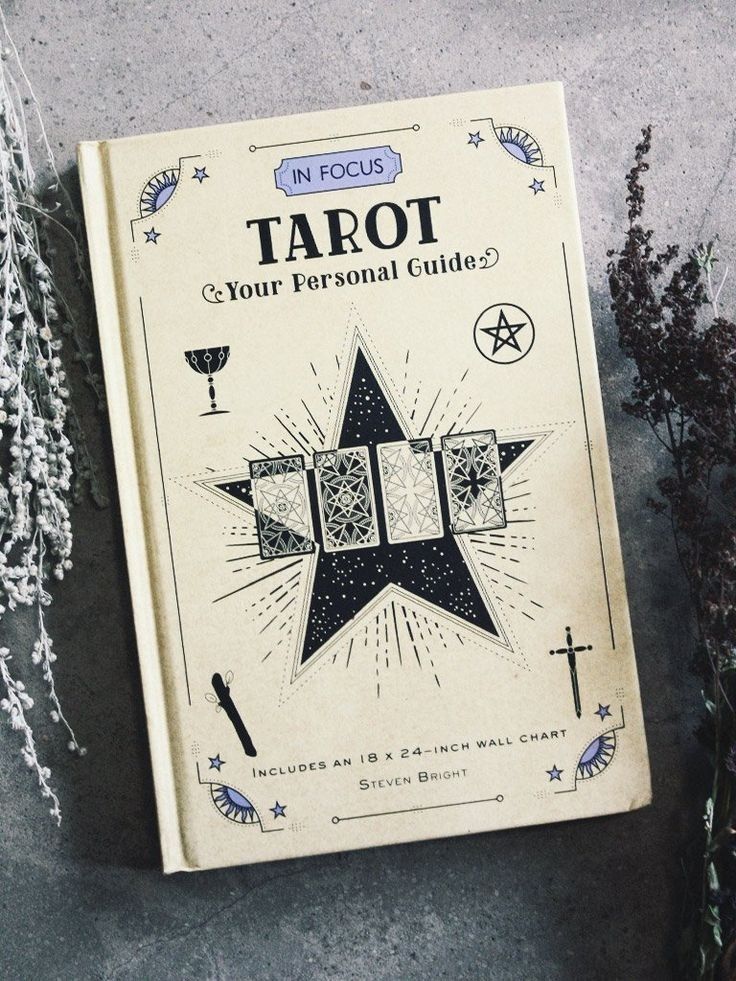 IN FOCUS
TAROT
Your Personal Guide
INCLUDES AN 18 X 24-INCH WALL CHART
STEVEN BRIGHT